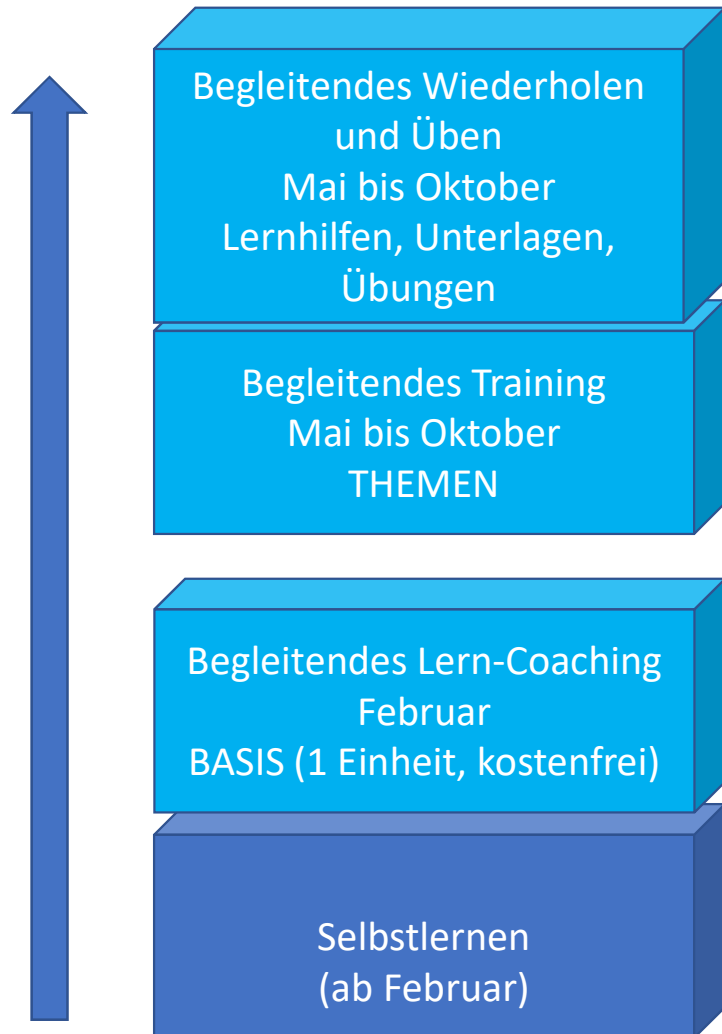 Begleitendes Wiederholen
und Üben
Mai bis Oktober
Lernhilfen, Unterlagen,
Übungen
Begleitendes Training
Mai bis Oktober
THEMEN
Begleitendes Lern-Coaching
Februar
BASIS (1 Einheit, kostenfrei)
Selbstlernen
(ab Februar)